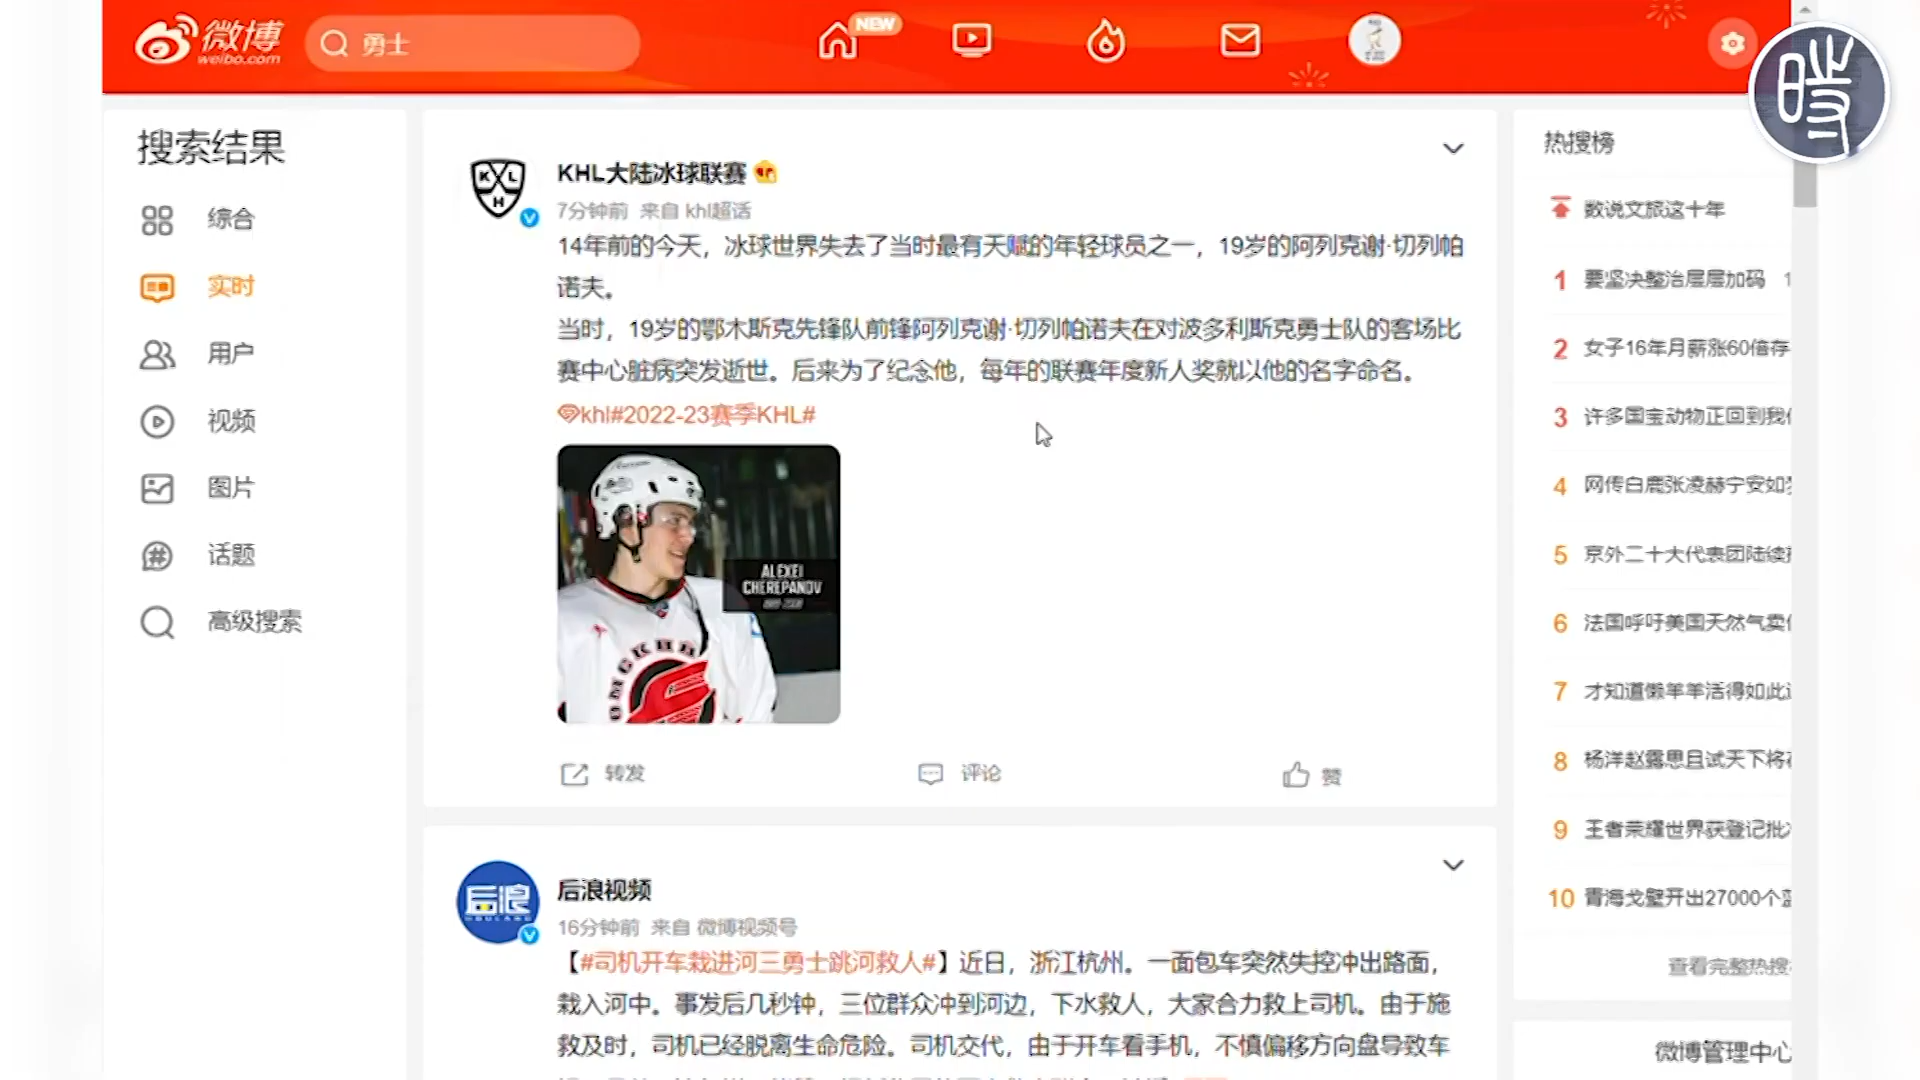 微博
weibo.com
勇士
NEW
搜索结果
综合
实时
用户
视频
图片
话题
高级搜索
KHL大陆冰球联赛
7分钟前 来自 khl超话
14年前的今天，冰球世界失去了当时最有天赋的年轻球员之一，19岁的阿列克谢·切列帕
诺夫。
当时，19岁的鄂木斯克先锋队前锋阿列克谢·切列帕诺夫在对波多利斯克勇士队的客场比
赛中心脏病突发逝世。后来为了纪念他，每年的联赛年度新人奖就以他的名字命名。
khl#2022-23赛季KHL#
ALEXEI
CHEREPANOV
转发
评论
赞
后浪视频
16分钟前 来自 微博视频号
【#司机开车栽进河三勇士跳河救人#】近日，浙江杭州。一面包车突然失控冲出路面，
栽入河中。事发后几秒钟，三位群众冲到河边，下水救人，大家合力救上司机。由于施
救及时，司机已经脱离生命危险。司机交代，由于开车看手机，不慎偏移方向盘导致车
热搜榜
数说文旅这十年
1 要坚决整治层层加码
2 女子16年月薪涨60倍存
3 许多国宝动物正回到我
4 网传白鹿张凌赫宁安如
5 京外二十大代表团陆续
6 法国呼吁美国天然气卖
7 才知道懒羊羊活得如此
8 杨洋赵露思且试天下将
9 王者荣耀世界获登记批
10 青海戈壁开出27000个
查看完整热搜
微博管理中心